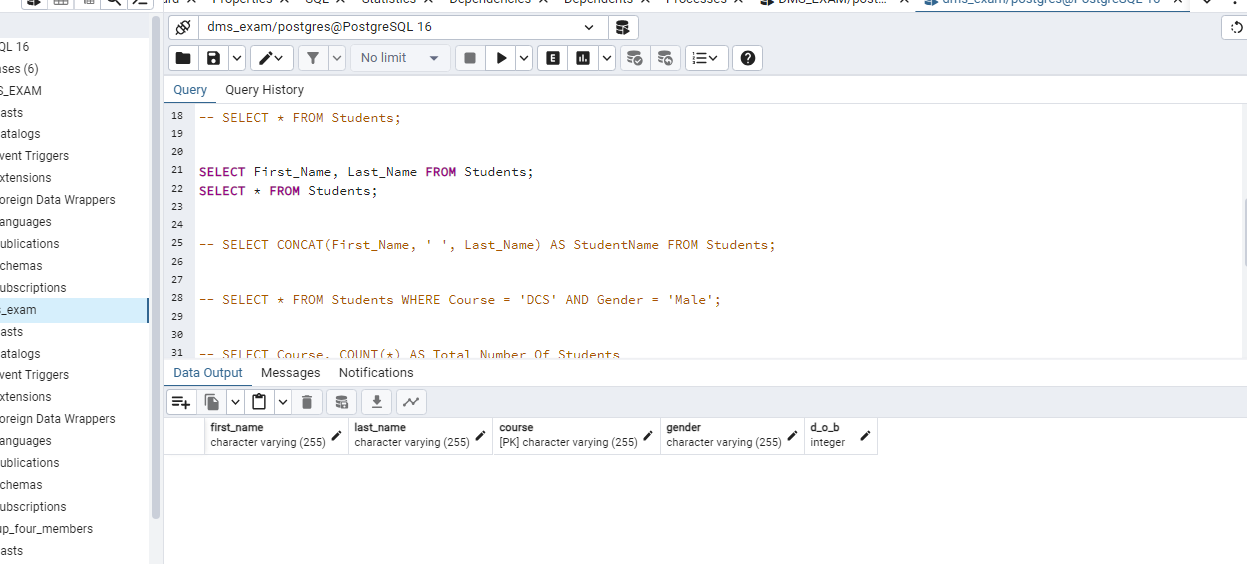 Properties SQL Statistics Dependencies Dependents Processes DMS_EXAM/post... dms_exam/postgres@PostgreSQL 16
dms_exam/postgres@PostgreSQL 16
No limit
E
Query Query History
18 -- SELECT * FROM Students;
19
20
21 SELECT First_Name, Last_Name FROM Students;
22 SELECT * FROM Students;
23
24
25 -- SELECT CONCAT(First_Name, ' ', Last_Name) AS StudentName FROM Students;
26
27
28 -- SELECT * FROM Students WHERE Course = 'DCS' AND Gender = 'Male';
29
30
31 -- SELECT Course, COUNT(*) AS Total_Number_Of_Students
Data Output Messages Notifications
first_name
character varying (255)
last_name
character varying (255)
course
[PK] character varying (255)
gender
character varying (255)
d_o_b
integer
QL 16
ases (6)
S_EXAM
asts
atalogs
vent Triggers
xtensions
oreign Data Wrappers
anguages
ublications
chemas
ubscriptions
s_exam
asts
atalogs
vent Triggers
xtensions
oreign Data Wrappers
anguages
ublications
chemas
ubscriptions
up_four_members
asts